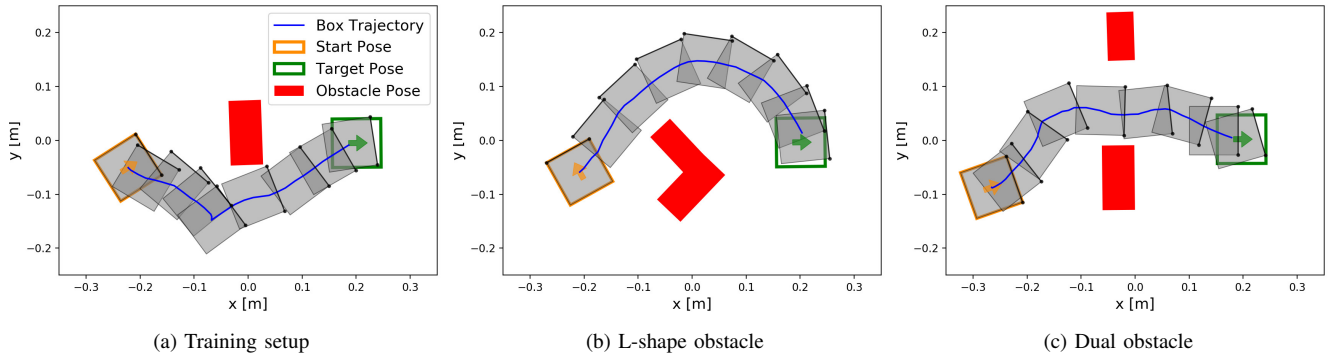 0.2
0.1
0.0
−0.1
−0.2
y [m]
−0.3
−0.2
−0.1
0.0
0.1
0.2
0.3
x [m]
Box Trajectory
Start Pose
Target Pose
Obstacle Pose
(a) Training setup
0.2
0.1
0.0
−0.1
−0.2
y [m]
−0.3
−0.2
−0.1
0.0
0.1
0.2
0.3
x [m]
(b) L-shape obstacle
0.2
0.1
0.0
−0.1
−0.2
y [m]
−0.3
−0.2
−0.1
0.0
0.1
0.2
0.3
x [m]
(c) Dual obstacle